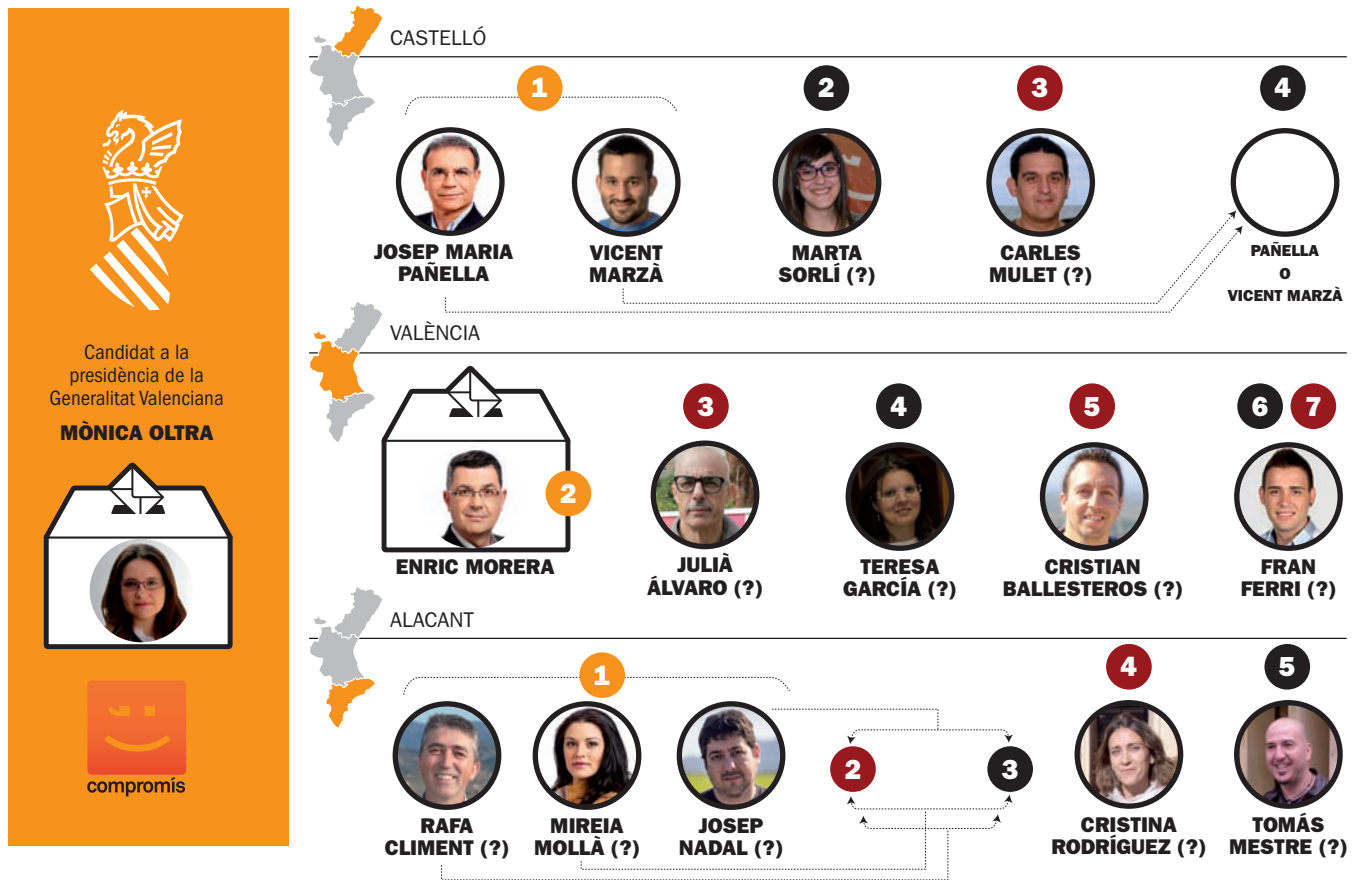 Candidat a la
presidència de la
Generalitat Valenciana
MÒNICA OLTRA
compromís
CASTELLÓ
1
2
3
4
JOSEP MARIA
PAÑELLA
VICENT
MARZÀ
MARTA
SORLÍ (?)
CARLES
MULET (?)
PAÑELLA
O
VICENT MARZÀ
VALÈNCIA
2
3
4
5
6
7
ENRIC MORERA
JULIÀ
ÁLVARO (?)
TERESA
GARCÍA (?)
CRISTIAN
BALLESTEROS (?)
FRAN
FERRI (?)
ALACANT
1
2
3
4
5
RAFA
CLIMENT (?)
MIREIA
MOLLÀ (?)
JOSEP
NADAL (?)
CRISTINA
RODRÍGUEZ (?)
TOMÁS
MESTRE (?)